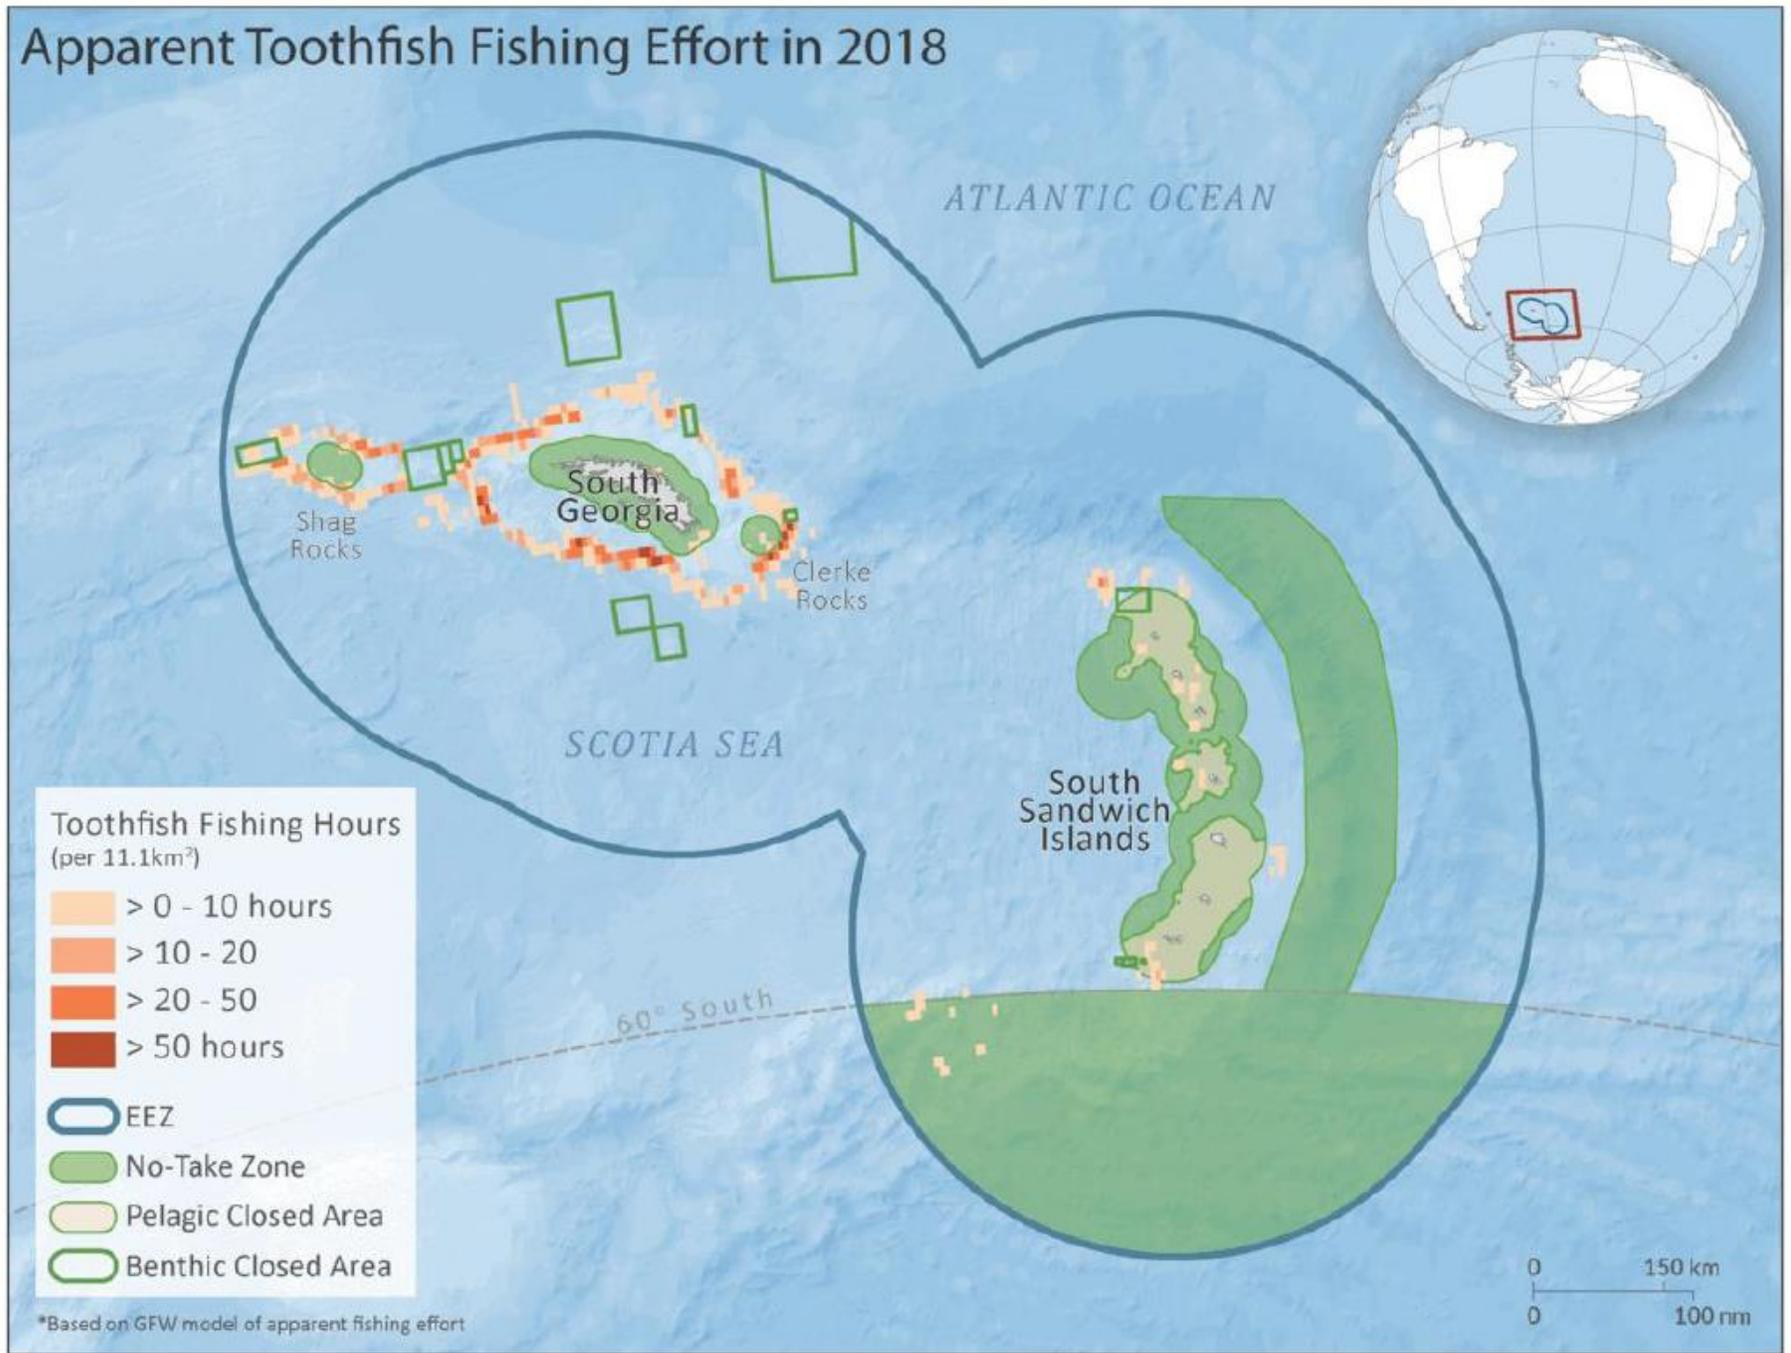 Apparent Toothfish Fishing Effort in 2018
ATLANTIC OCEAN
South
Georgia
Shag
Rocks
Clerke
Rocks
SCOTIA SEA
South
Sandwich
Islands
60° South
Toothfish Fishing Hours
(per 11.1km²)
> 0 - 10 hours
> 10 - 20
> 20 - 50
> 50 hours
EEZ
No-Take Zone
Pelagic Closed Area
Benthic Closed Area
*Based on GFW model of apparent fishing effort
0 150 km
0 100 nm